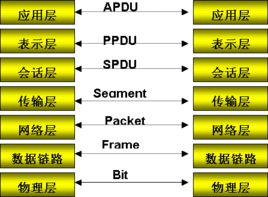 应用层 APDU 应用层
表示层 PPDU 表示层
会话层 SPDU 会话层
传输层 Segment 传输层
网络层 Packet 网络层
数据链路 Frame 数据链路
物理层 Bit 物理层